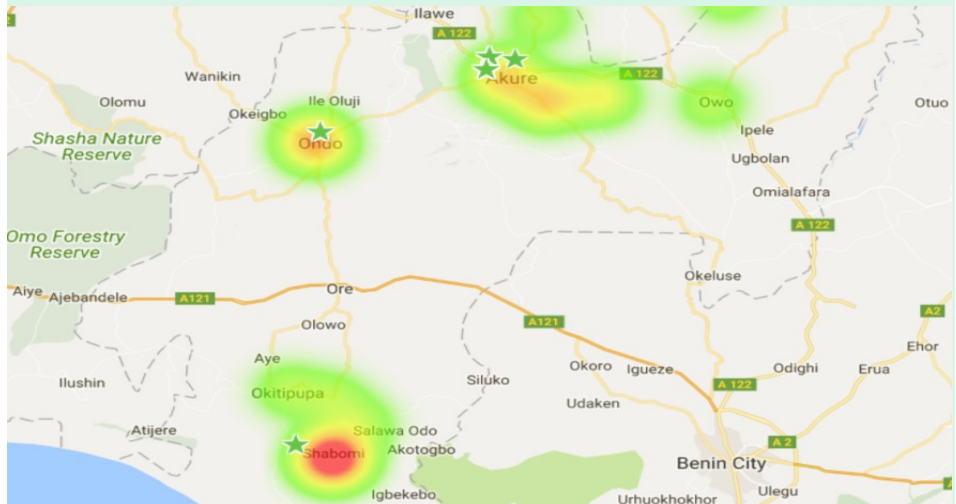 Ilawe
A 122
Wanikin
Akure
A 122
Olomu
Ile Oluji
Okeigbo
Owo
Otuo
Shasha Nature
Reserve
Ondo
Ipele
Ugbolan
Omialafara
A 122
Omo Forestry
Reserve
Okeluse
Aiye
Ajebandele
A121
Ore
A121
A2
Olowo
Ehor
Aye
Okoro
Igueze
Odighi
Erua
Ilushin
Okitipupa
Siluko
A 122
Udaken
Atijere
Salawa Odo
Akotogbo
A 2
Shabomi
Benin City
Igbekebo
Urhuokhokhor
Ulegu